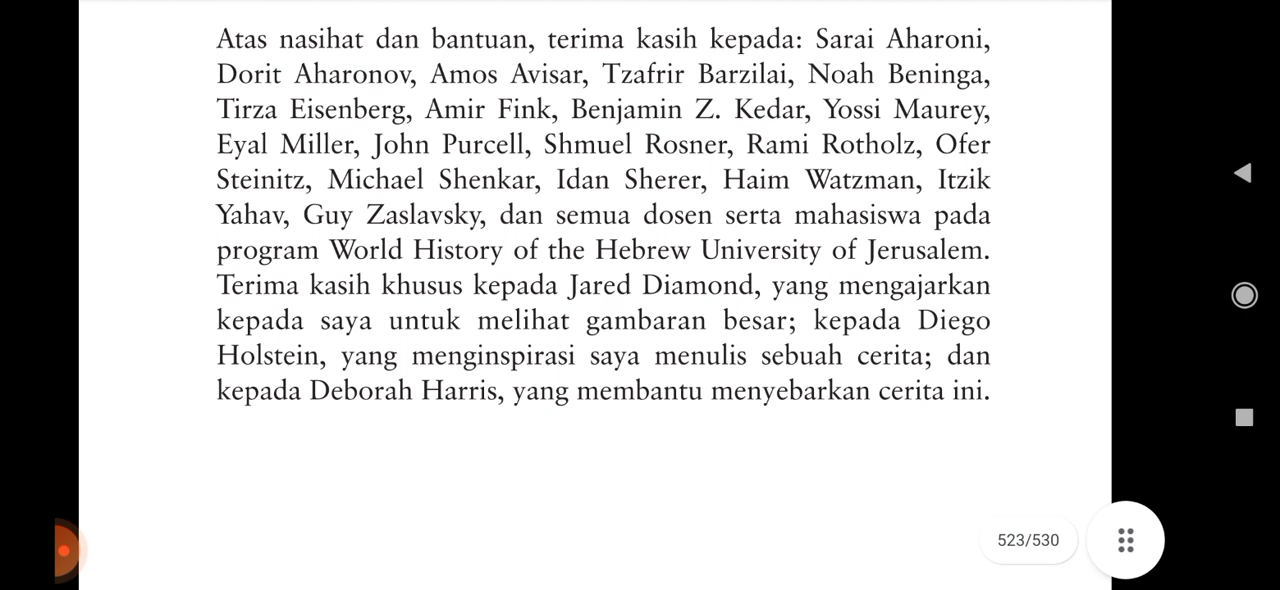 Atas nasihat dan bantuan, terima kasih kepada: Sarai Aharoni,
Dorit Aharonov, Amos Avisar, Tzafrir Barzilai, Noah Beninga,
Tirza Eisenberg, Amir Fink, Benjamin Z. Kedar, Yossi Maurey,
Eyal Miller, John Purcell, Shmuel Rosner, Rami Rotholz, Ofer
Steinitz, Michael Shenkar, Idan Sherer, Haim Watzman, Itzik
Yahav, Guy Zaslavsky, dan semua dosen serta mahasiswa pada
program World History of the Hebrew University of Jerusalem.
Terima kasih khusus kepada Jared Diamond, yang mengajarkan
kepada saya untuk melihat gambaran besar; kepada Diego
Holstein, yang menginspirasi saya menulis sebuah cerita; dan
kepada Deborah Harris, yang membantu menyebarkan cerita ini.
523/530